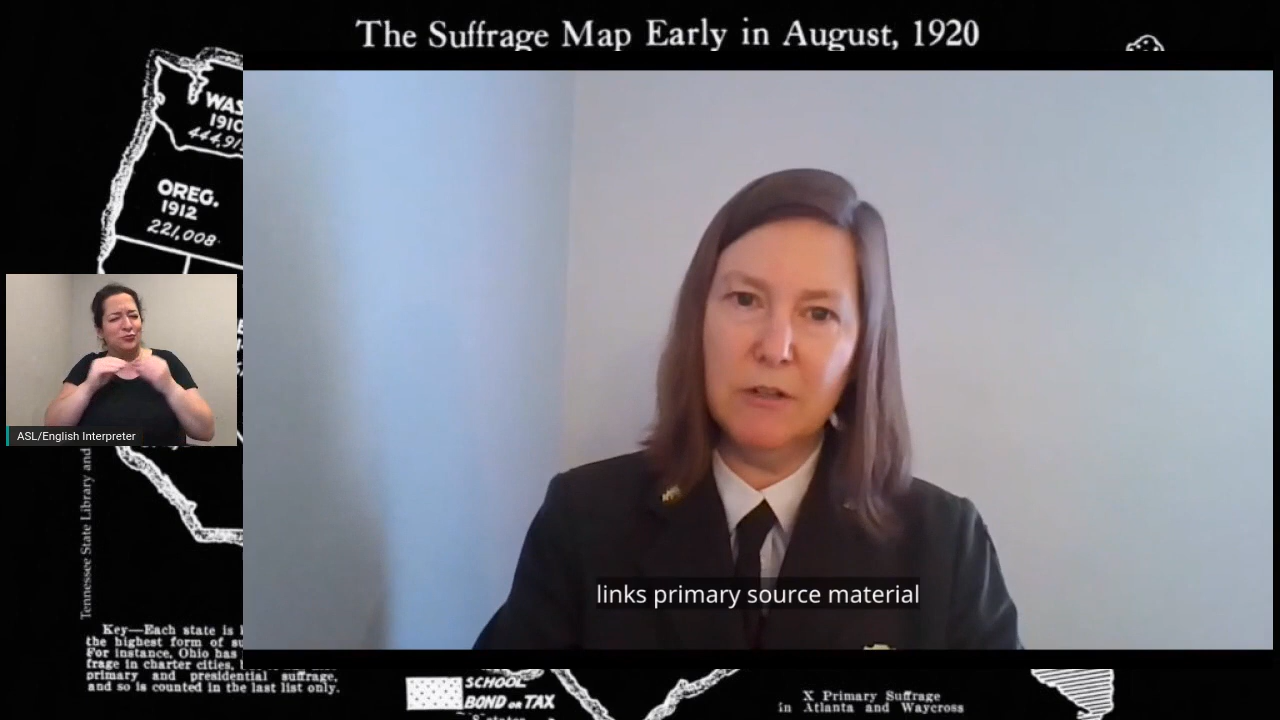 The Suffrage Map Early in August, 1920
WAS
1910
OREG.
1912
221,008
ASL/English Interpreter
links primary source material
Tennessee State Library and
Key—Each state is
the highest form of su
For instance, Ohio has
frage in charter cities,
primary and presidential suffrage,
and so is counted in the last list only.
SCHOOL
BOND OR TAX
X Primary Suffrage
in Atlanta and Waycross